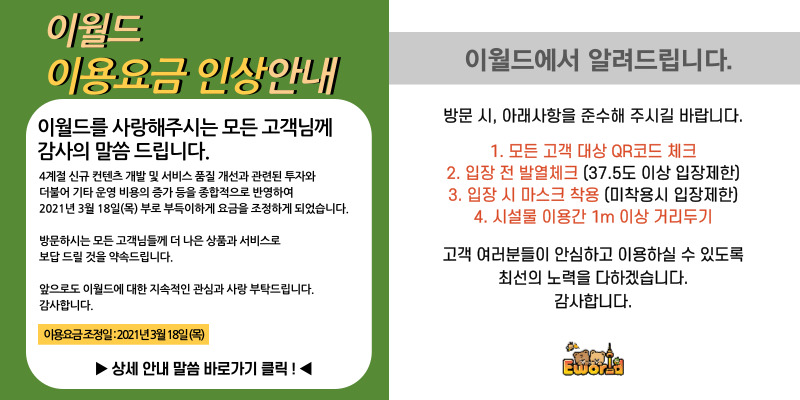 이월드
이용요금 인상안내
이월드를 사랑해주시는 모든 고객님께
감사의 말씀 드립니다.
4계절 신규 컨텐츠 개발 및 서비스 품질 개선과 관련된 투자와
더불어 기타 운영 비용의 증가 등을 종합적으로 반영하여
2021년 3월 18일(목) 부로 부득이하게 요금을 조정하게 되었습니다.
방문하시는 모든 고객님들께 더 나은 상품과 서비스로
보답 드릴 것을 약속드립니다.
앞으로도 이월드에 대한 지속적인 관심과 사랑 부탁드립니다.
감사합니다.
이용요금 조정일 : 2021년 3월 18일 (목)
▶ 상세 안내 말씀 바로가기 클릭 ! ◀
이월드에서 알려드립니다.
방문 시, 아래사항을 준수해 주시길 바랍니다.
1. 모든 고객 대상 QR코드 체크
2. 입장 전 발열체크 (37.5도 이상 입장제한)
3. 입장 시 마스크 착용 (미착용시 입장제한)
4. 시설물 이용간 1m 이상 거리두기
고객 여러분들이 안심하고 이용하실 수 있도록
최선의 노력을 다하겠습니다.
감사합니다.
Eworld